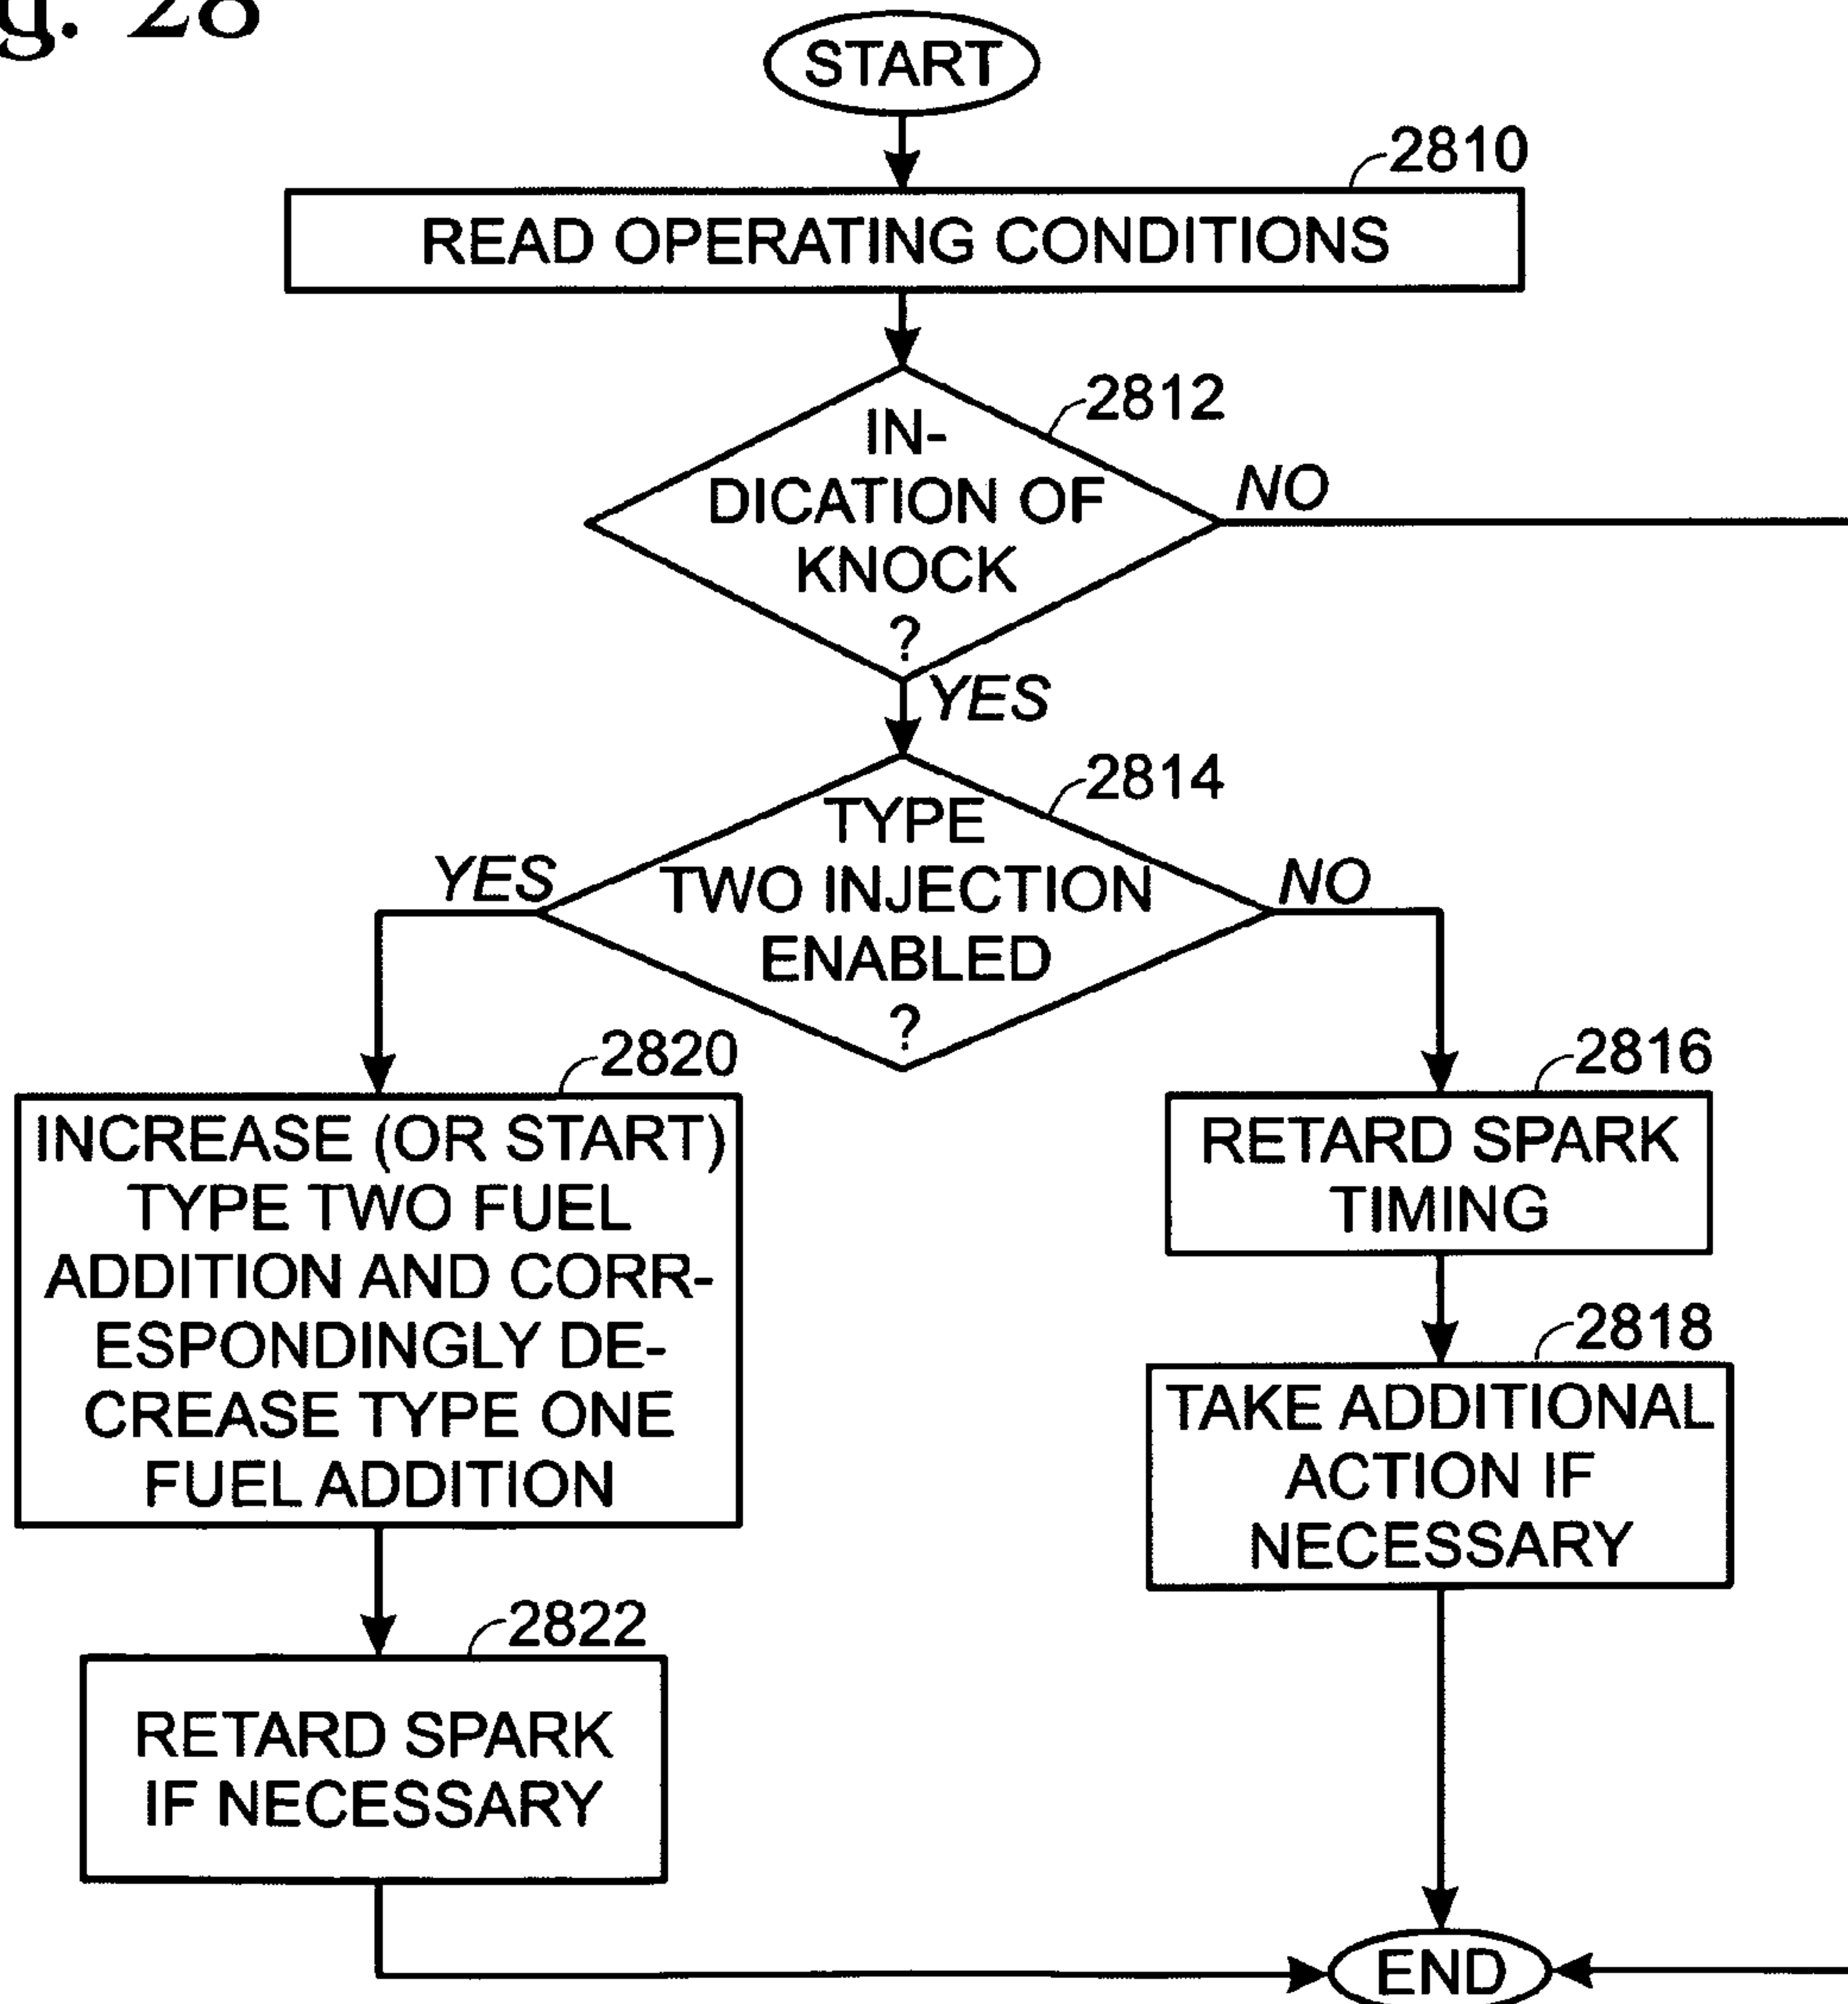 g. 28
START
2810
READ OPERATING CONDITIONS
2812
IN-
DICATION OF
KNOCK
?
NO
YES
2814
TYPE
TWO INJECTION
ENABLED
?
YES
NO
2820
INCREASE (OR START)
TYPE TWO FUEL
ADDITION AND CORR-
ESPONDINGLY DE-
CREASE TYPE ONE
FUEL ADDITION
2816
RETARD SPARK
TIMING
2818
TAKE ADDITIONAL
ACTION IF
NECESSARY
2822
RETARD SPARK
IF NECESSARY
END